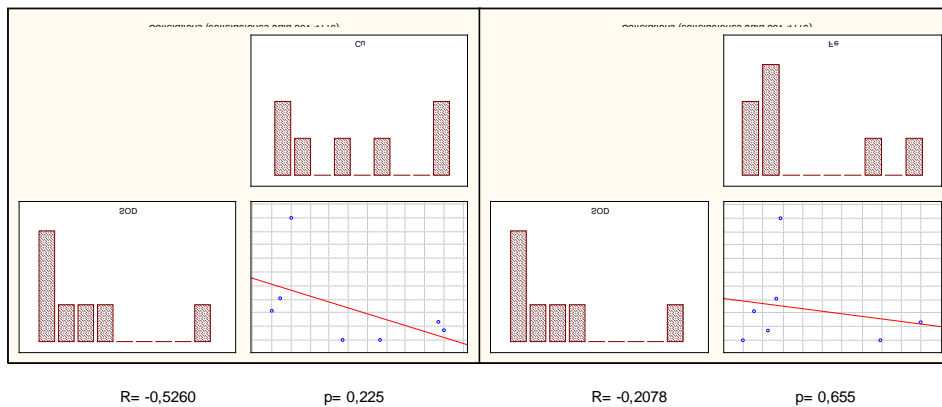 Cu
Fe
SOD
SOD
R= -0,5260
p= 0,225
R= -0,2078
p= 0,655